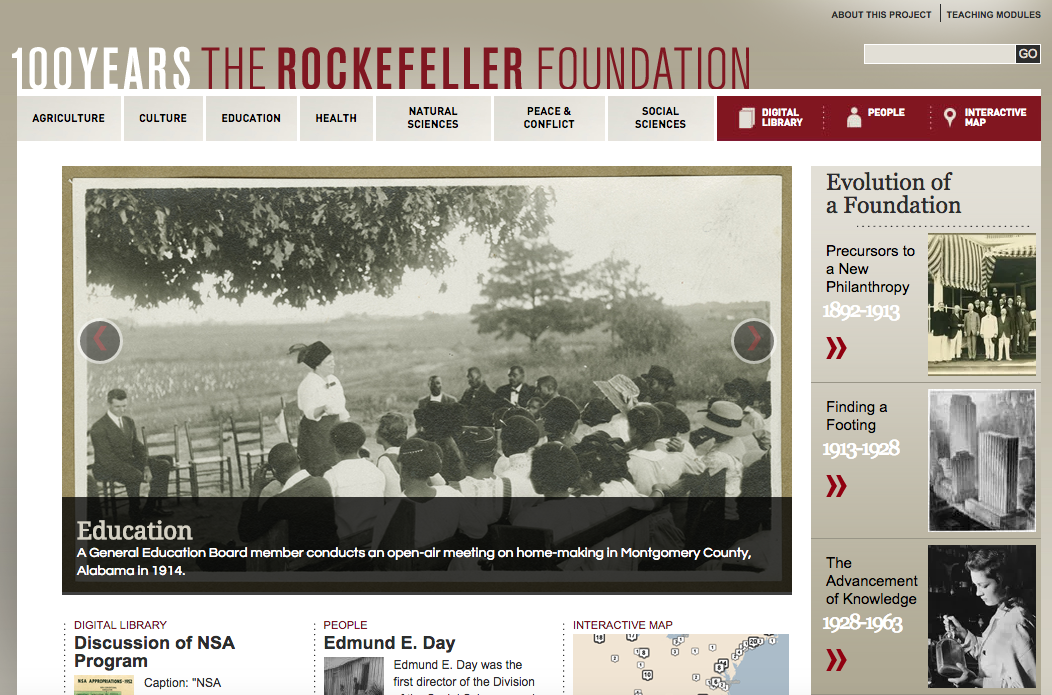 ABOUT THIS PROJECT
TEACHING MODULES
100YEARS THE ROCKEFELLER FOUNDATION
GO
AGRICULTURE
CULTURE
EDUCATION
HEALTH
NATURAL
SCIENCES
PEACE &
CONFLICT
SOCIAL
SCIENCES
DIGITAL
LIBRARY
PEOPLE
INTERACTIVE
MAP
Education
A General Education Board member conducts an open-air meeting on home-making in Montgomery County,
Alabama in 1914.
Evolution of
a Foundation
Precursors to
a New
Philanthropy
1892-1913
Finding a
Footing
1913-1928
The
Advancement
of Knowledge
1928-1963
DIGITAL LIBRARY
Discussion of NSA
Program
NSA APPROPRIATIONS-1952
Caption: "NSA
PEOPLE
Edmund E. Day
Edmund E. Day was the
first director of the Division
INTERACTIVE MAP